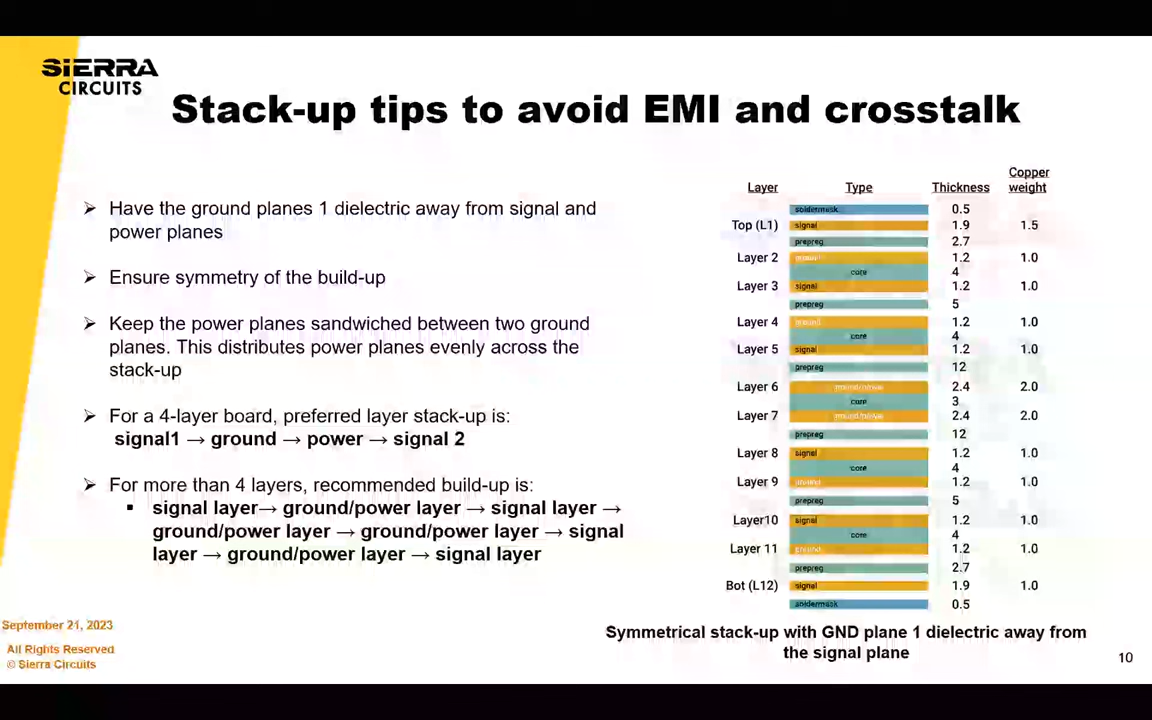 SIERRA
CIRCUITS
Stack-up tips to avoid EMI and crosstalk
➢ Have the ground planes 1 dielectric away from signal and
power planes
➢ Ensure symmetry of the build-up
➢ Keep the power planes sandwiched between two ground
planes. This distributes power planes evenly across the
stack-up
➢ For a 4-layer board, preferred layer stack-up is:
signal1 → ground → power → signal 2
➢ For more than 4 layers, recommended build-up is:
▪ signal layer→ ground/power layer → signal layer →
ground/power layer → ground/power layer → signal
layer → ground/power layer → signal layer
Layer Type Thickness Copper weight
soldermask 0.5
Top (L1) signal 1.9 1.5
prepreg 2.7
Layer 2 1.2 1.0
core 4
Layer 3 signal 1.2 1.0
prepreg 5
Layer 4 ground 1.2 1.0
core 4
Layer 5 signal 1.2 1.0
prepreg 12
Layer 6 2.4 2.0
core 3
Layer 7 2.4 2.0
prepreg 12
Layer 8 signal 1.2 1.0
core 4
Layer 9 1.2 1.0
prepreg 5
Layer10 signal 1.2 1.0
core 4
Layer 11 ground 1.2 1.0
prepreg 2.7
Bot (L12) signal 1.9 1.0
soldermask 0.5
Symmetrical stack-up with GND plane 1 dielectric away from
the signal plane
September 21, 2023
All Rights Reserved
© Sierra Circuits
10